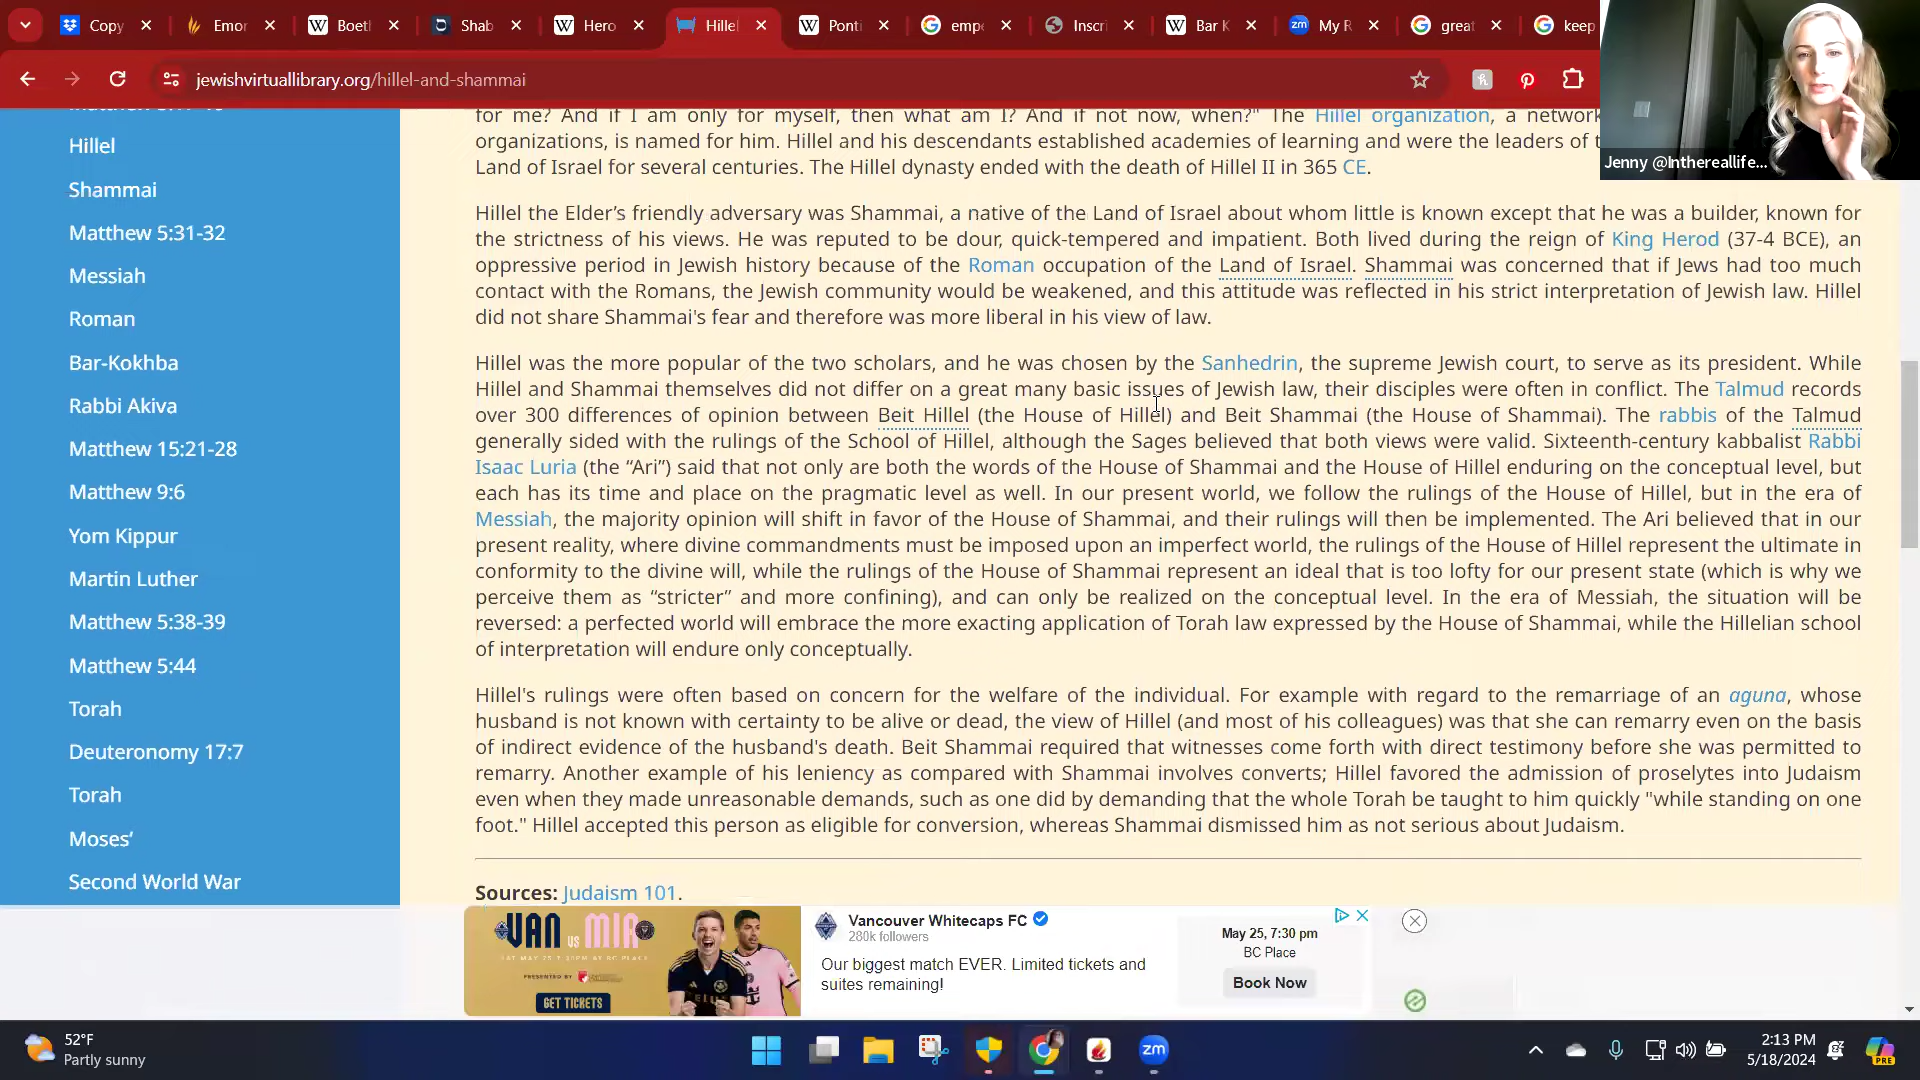 Copy
Emor
Boetl
Shab
Hero
Hillel
Ponti
empe
Inscri
Bar K
My R
great
keep
jewishvirtuallibrary.org/hillel-and-shammai
Jenny @Inthereallife...
Hillel
Shammai
Matthew 5:31-32
Messiah
Roman
Bar-Kokhba
Rabbi Akiva
Matthew 15:21-28
Matthew 9:6
Yom Kippur
Martin Luther
Matthew 5:38-39
Matthew 5:44
Torah
Deuteronomy 17:7
Torah
Moses’
Second World War
for me? And if I am only for myself, then what am I? And if not now, when?" The Hillel organization, a network
organizations, is named for him. Hillel and his descendants established academies of learning and were the leaders of
Land of Israel for several centuries. The Hillel dynasty ended with the death of Hillel II in 365 CE.
Hillel the Elder’s friendly adversary was Shammai, a native of the Land of Israel about whom little is known except that he was a builder, known for
the strictness of his views. He was reputed to be dour, quick-tempered and impatient. Both lived during the reign of King Herod (37-4 BCE), an
oppressive period in Jewish history because of the Roman occupation of the Land of Israel. Shammai was concerned that if Jews had too much
contact with the Romans, the Jewish community would be weakened, and this attitude was reflected in his strict interpretation of Jewish law. Hillel
did not share Shammai's fear and therefore was more liberal in his view of law.
Hillel was the more popular of the two scholars, and he was chosen by the Sanhedrin, the supreme Jewish court, to serve as its president. While
Hillel and Shammai themselves did not differ on a great many basic issues of Jewish law, their disciples were often in conflict. The Talmud records
over 300 differences of opinion between Beit Hillel (the House of Hillel) and Beit Shammai (the House of Shammai). The rabbis of the Talmud
generally sided with the rulings of the School of Hillel, although the Sages believed that both views were valid. Sixteenth-century kabbalist Rabbi
Isaac Luria (the “Ari”) said that not only are both the words of the House of Shammai and the House of Hillel enduring on the conceptual level, but
each has its time and place on the pragmatic level as well. In our present world, we follow the rulings of the House of Hillel, but in the era of
Messiah, the majority opinion will shift in favor of the House of Shammai, and their rulings will then be implemented. The Ari believed that in our
present reality, where divine commandments must be imposed upon an imperfect world, the rulings of the House of Hillel represent the ultimate in
conformity to the divine will, while the rulings of the House of Shammai represent an ideal that is too lofty for our present state (which is why we
perceive them as “stricter” and more confining), and can only be realized on the conceptual level. In the era of Messiah, the situation will be
reversed: a perfected world will embrace the more exacting application of Torah law expressed by the House of Shammai, while the Hillelian school
of interpretation will endure only conceptually.
Hillel's rulings were often based on concern for the welfare of the individual. For example with regard to the remarriage of an aguna, whose
husband is not known with certainty to be alive or dead, the view of Hillel (and most of his colleagues) was that she can remarry even on the basis
of indirect evidence of the husband's death. Beit Shammai required that witnesses come forth with direct testimony before she was permitted to
remarry. Another example of his leniency as compared with Shammai involves converts; Hillel favored the admission of proselytes into Judaism
even when they made unreasonable demands, such as one did by demanding that the whole Torah be taught to him quickly "while standing on one
foot." Hillel accepted this person as eligible for conversion, whereas Shammai dismissed him as not serious about Judaism.
Sources: Judaism 101.
VAN VS MIA
PRESENTED BY
GET TICKETS
Vancouver Whitecaps FC
280k followers
Our biggest match EVER. Limited tickets and
suites remaining!
May 25, 7:30 pm
BC Place
Book Now
52°F
Partly sunny
zm
2:13 PM
5/18/2024
PRE